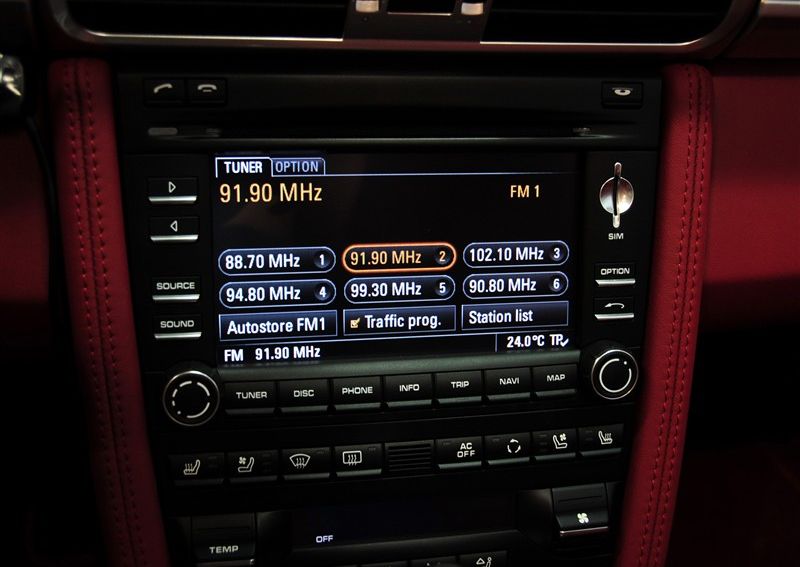 TUNER OPTION
91.90 MHz FM 1
88.70 MHz 1 91.90 MHz 2 102.10 MHz 3
94.80 MHz 4 99.30 MHz 5 90.80 MHz 6
Autostore FM1 Traffic prog. Station list
FM 91.90 MHz 24.0°C TP
SIM
SOURCE OPTION
SOUND
TUNER DISC PHONE INFO TRIP NAVI MAP
AC
OFF
OFF
TEMP